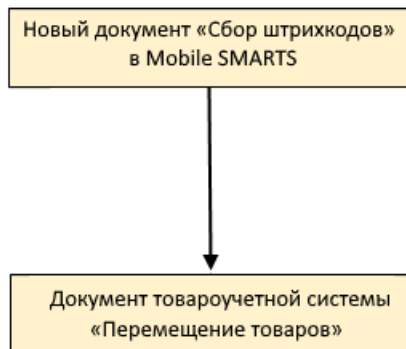 Новый документ «Сбор штрихкодов»
в Mobile SMARTS
Документ товароучетной системы
«Перемещение товаров»